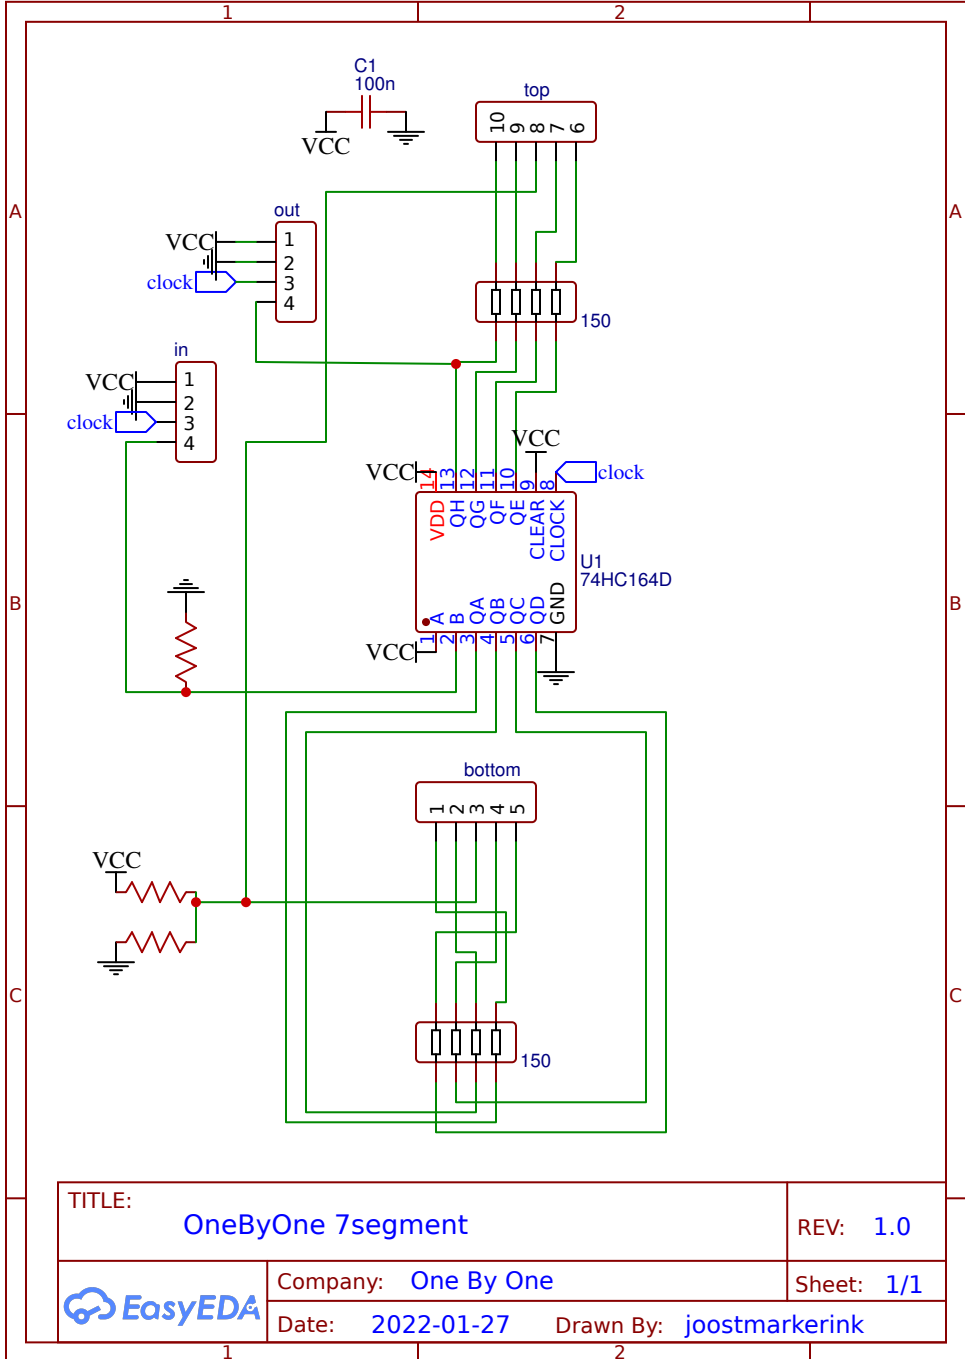 1
2
C1
100n
VCC
top
10
9
8
7
6
A
A
out
VCC
1
2
clock
3
4
150
in
VCC
1
2
clock
3
4
VCC
VCC
clock
14
13
12
11
10
9
8
VDD
QH
QG
QF
QE
CLEAR
CLOCK
U1
74HC164D
B
B
A
B
QA
QB
QC
QD
GND
1
2
3
4
5
6
7
VCC
bottom
1
2
3
4
5
VCC
C
C
150
TITLE:
OneByOne 7segment
REV: 1.0
EasyEDA
Company: One By One
Sheet: 1/1
Date: 2022-01-27 Drawn By: joostmarkerink
1
2